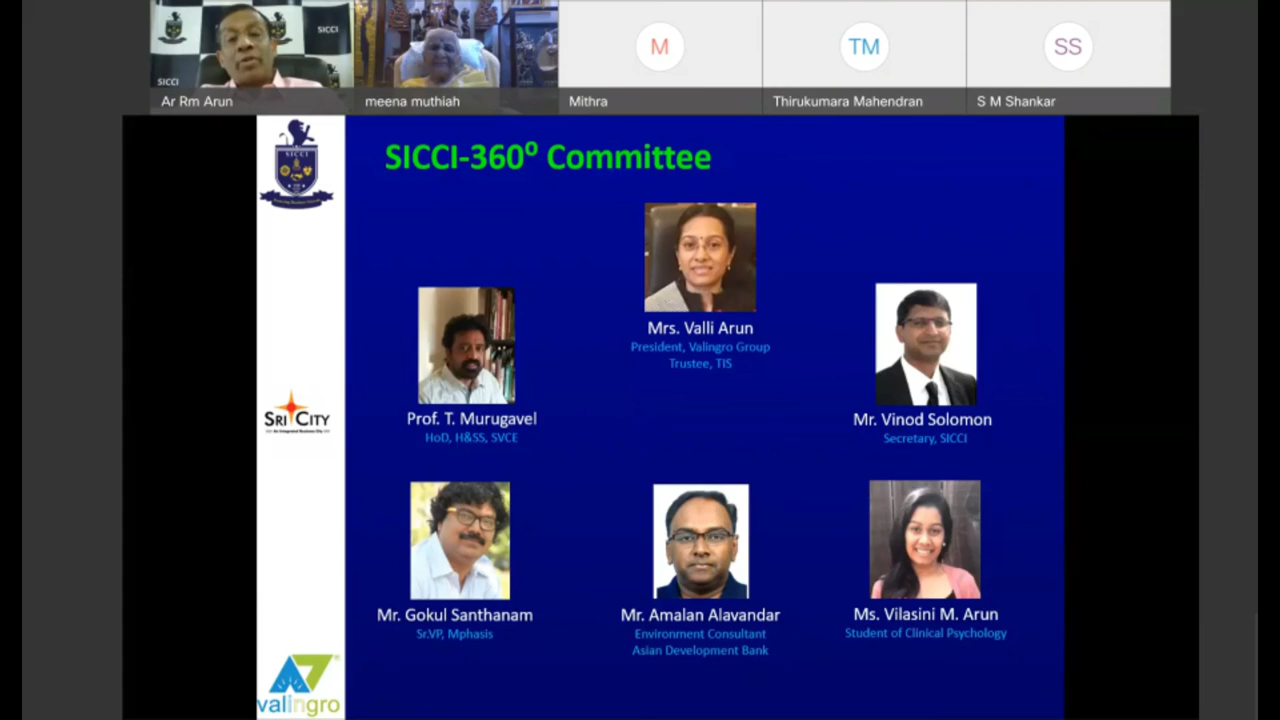 SICCI
SICCI
Ar Rm Arun
meena muthiah
M
Mithra
TM
Thirukumara Mahendran
SS
S M Shankar
SICCI
SICCI-360⁰ Committee
Mrs. Valli Arun
President, Valingro Group
Trustee, TIS
Prof. T. Murugavel
HoD, H&SS, SVCE
Mr. Vinod Solomon
Secretary, SICCI
SRI CITY
Mr. Gokul Santhanam
Sr.VP, Mphasis
Mr. Amalan Alavandar
Environment Consultant
Asian Development Bank
Ms. Vilasini M. Arun
Student of Clinical Psychology
valingro